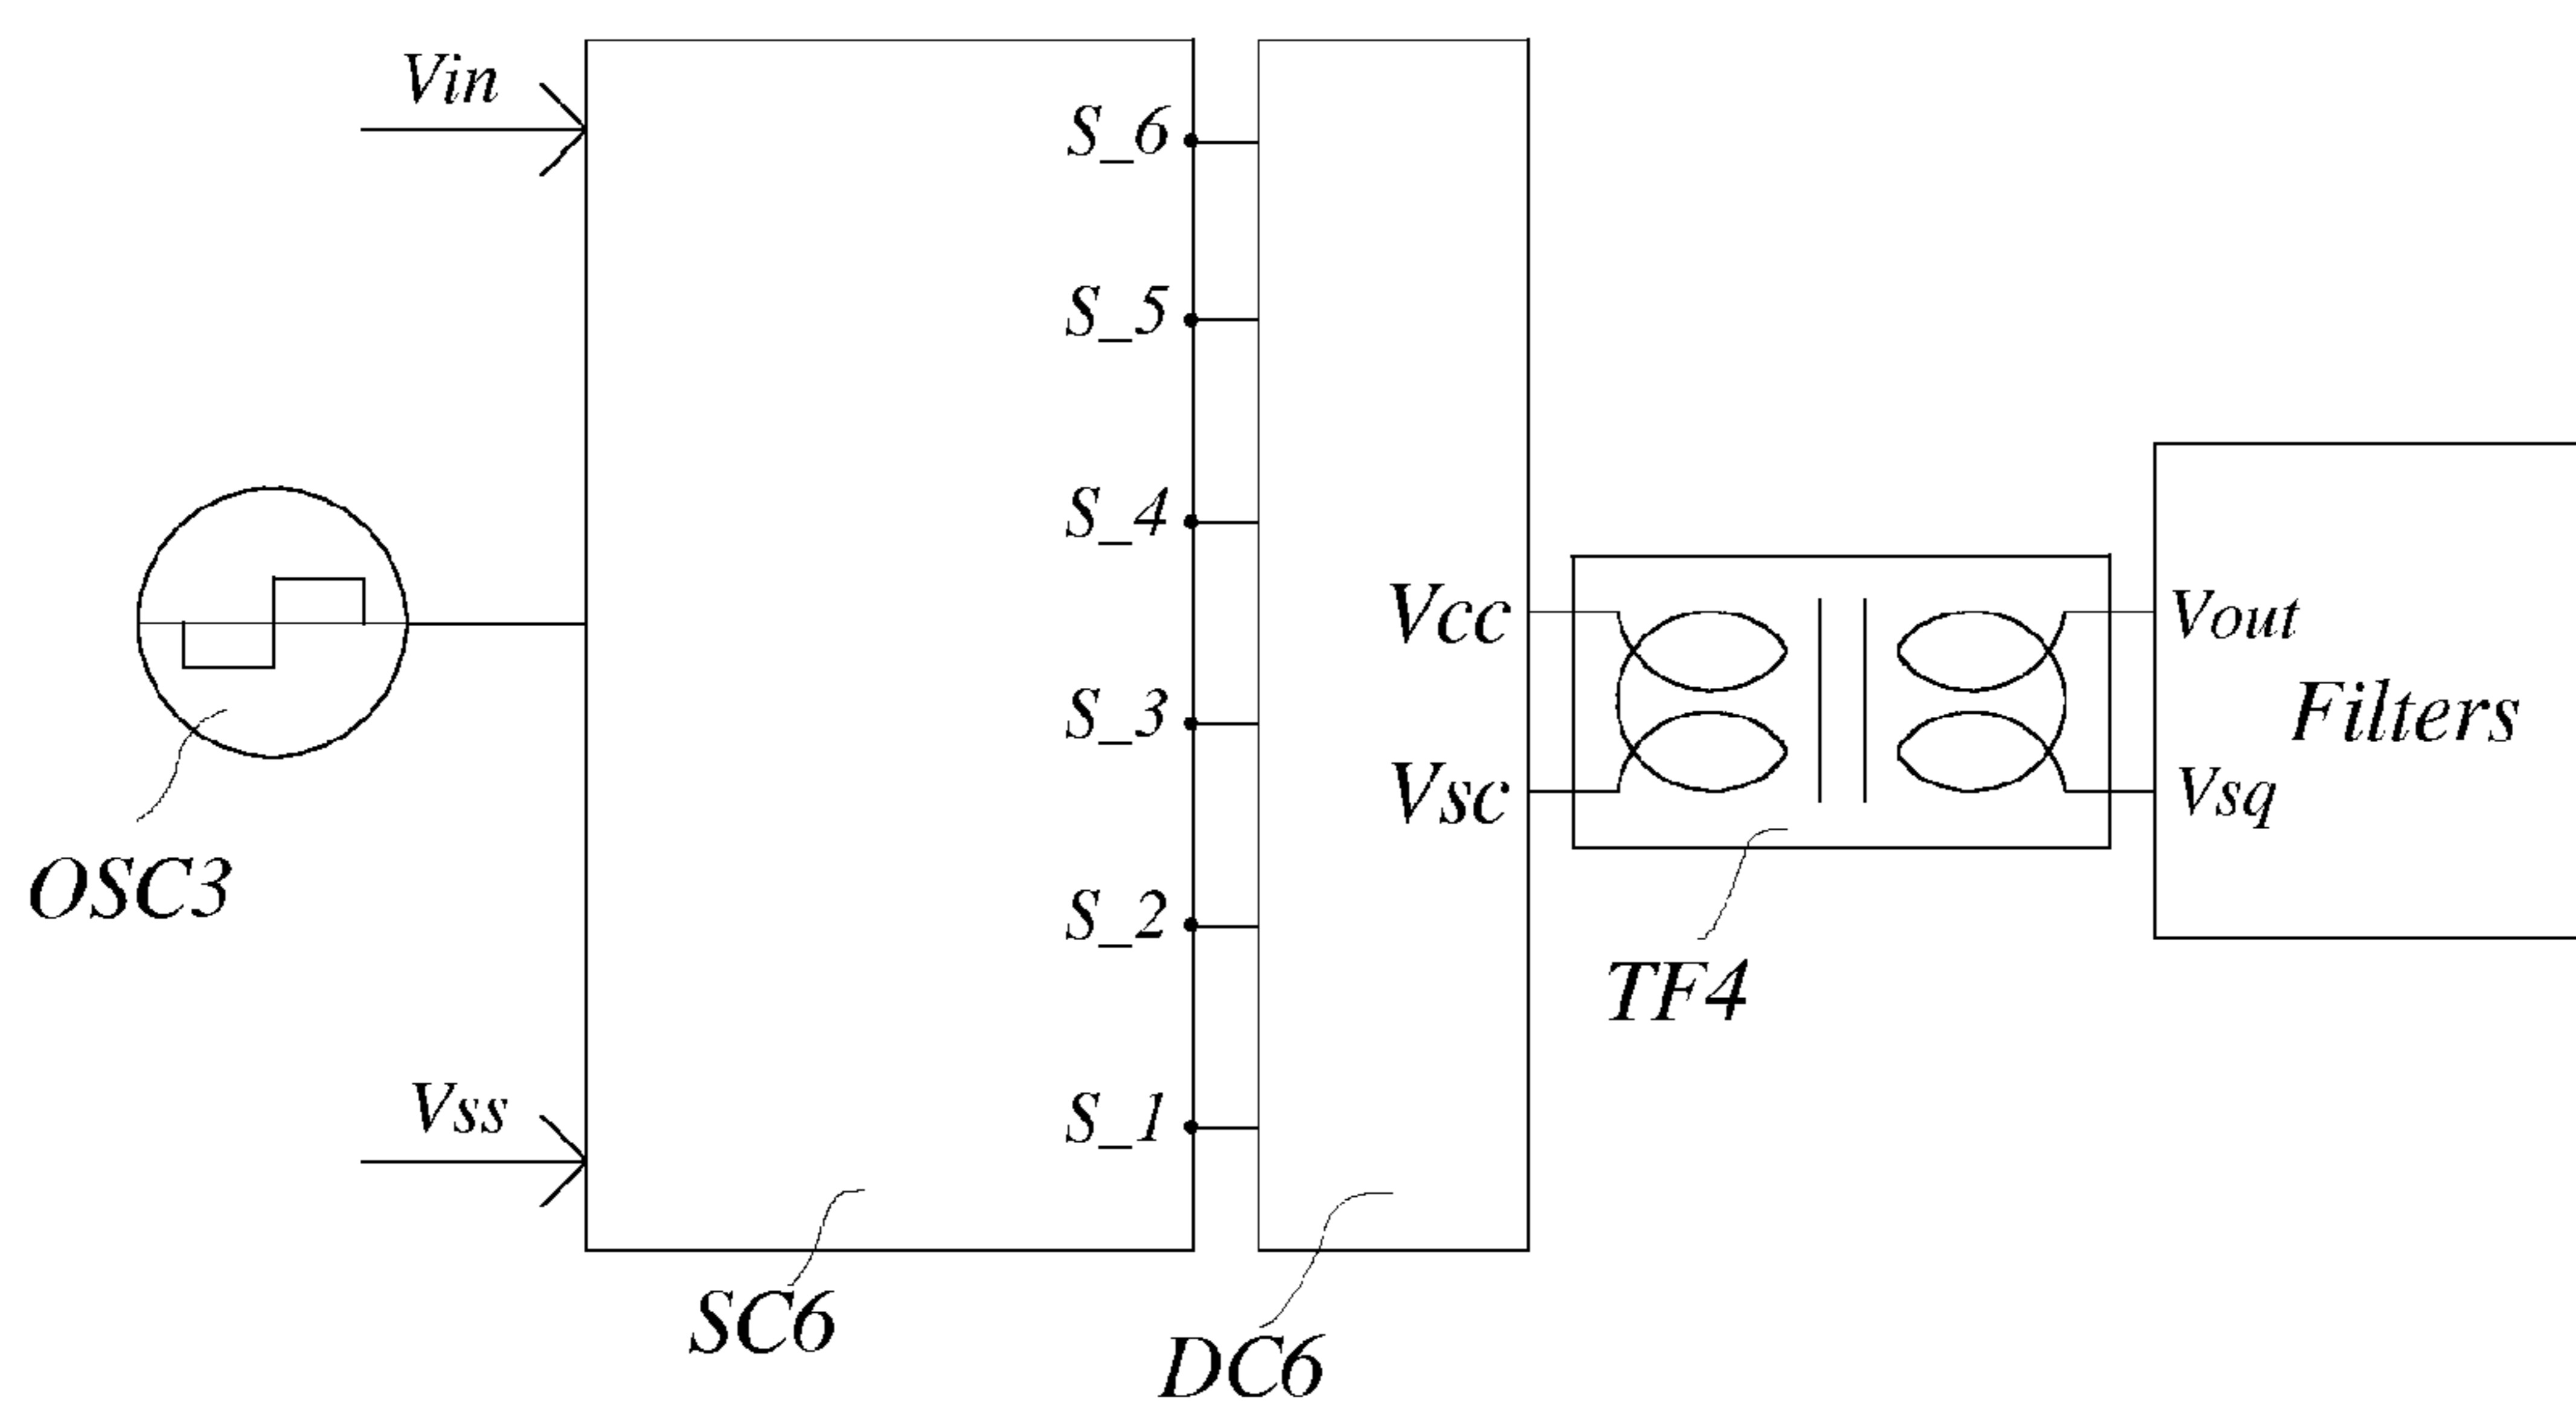 Vin
S_6
S_5
S_4
Vcc
Vout
Filters
S_3
Vsc
Vsq
OSC3
S_2
TF4
Vss
S_1
SC6
DC6